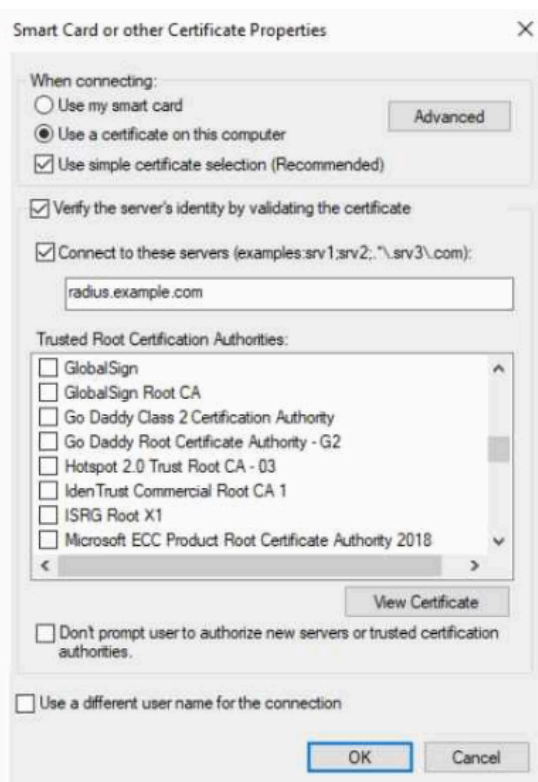 Smart Card or other Certificate Properties
When connecting:
Use my smart card
Advanced
Use a certificate on this computer
Use simple certificate selection (Recommended)
Verify the server's identity by validating the certificate
Connect to these servers (examples:srv1;srv2;.*\.srv3\.com):
radius.example.com
Trusted Root Certification Authorities:
GlobalSign
GlobalSign Root CA
Go Daddy Class 2 Certification Authority
Go Daddy Root Certificate Authority - G2
Hotspot 2.0 Trust Root CA - 03
IdenTrust Commercial Root CA 1
ISRG Root X1
Microsoft ECC Product Root Certificate Authority 2018
View Certificate
Don't prompt user to authorize new servers or trusted certification
authorities.
Use a different user name for the connection
OK
Cancel